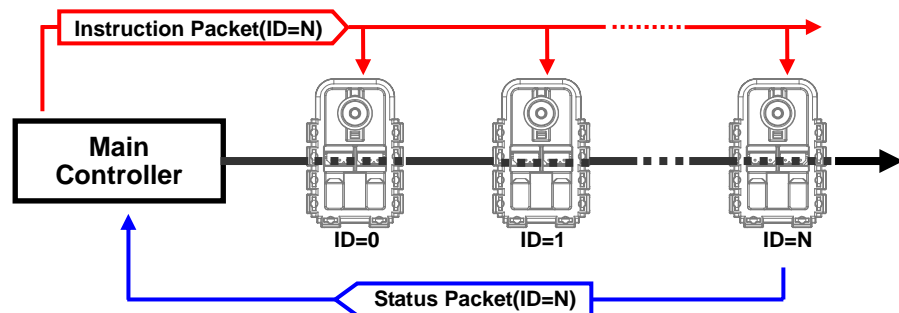 Instruction Packet(ID=N)
Main
Controller
ID=0
ID=1
ID=N
Status Packet(ID=N)